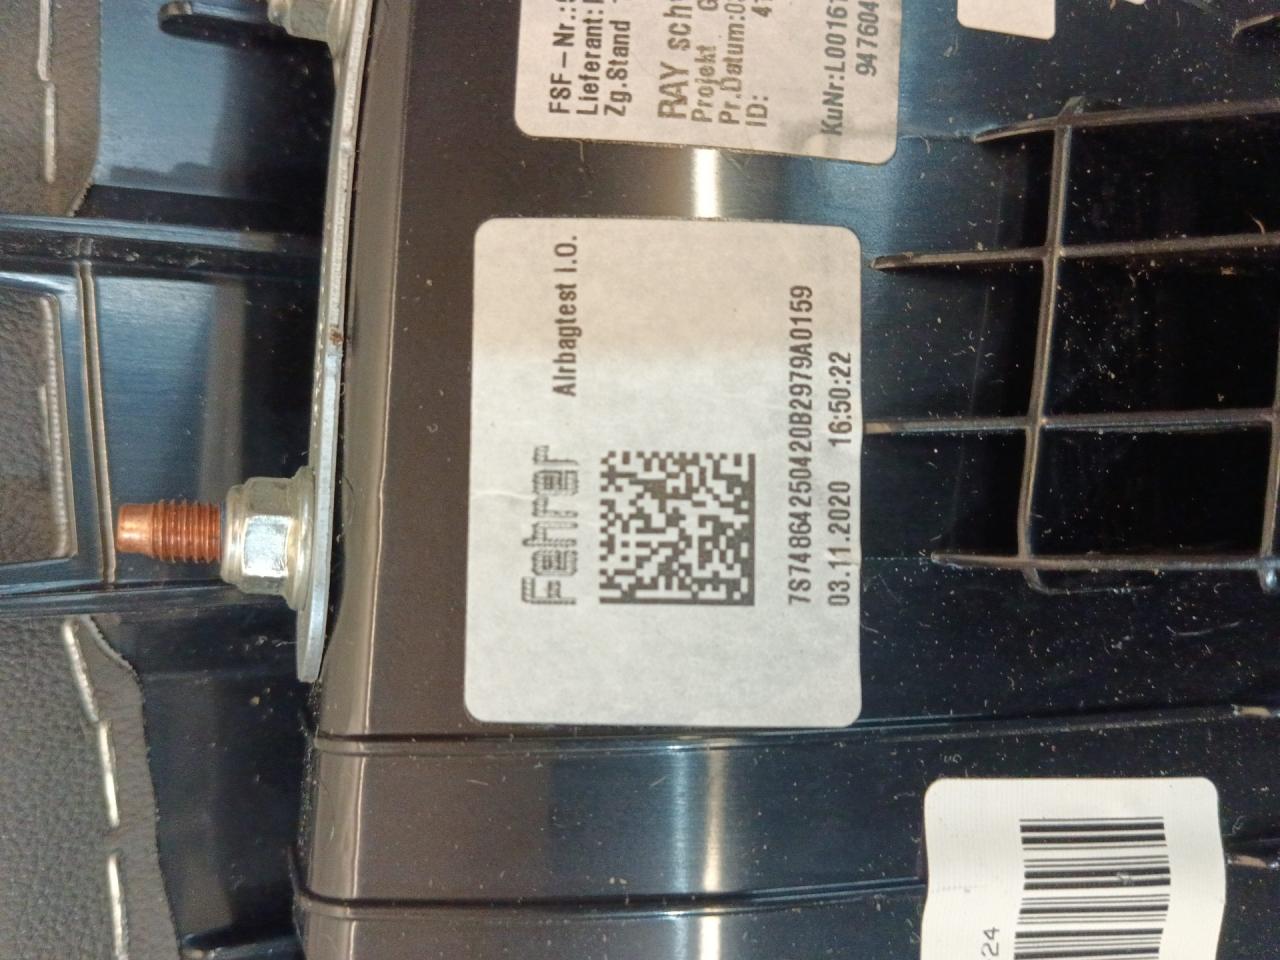 FSF-Nr.:
Lieferant:
Zg.Stand
RAY
Projekt
Pr.Datum:
ID:
KuNr:L0016
947604
Fehrer
Airbagtest I.O.
7S74864250420B2979A0159
03.11.2020 16:50:22
24